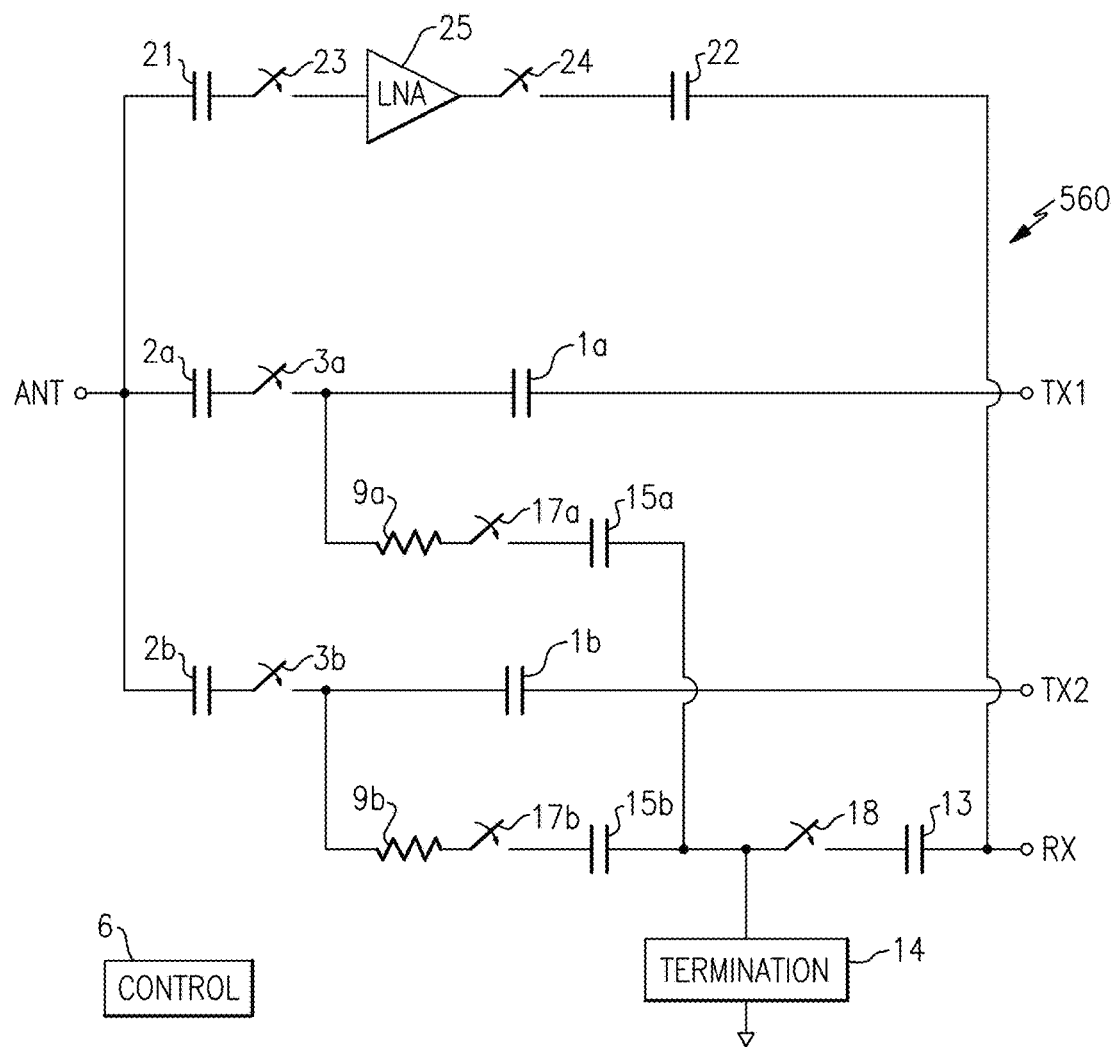 21
23
25
24
22
LNA
560
2a
3a
1a
ANT
TX1
9a
17a
15a
2b
3b
1b
TX2
9b
17b
15b
18
13
RX
6
CONTROL
TERMINATION
14